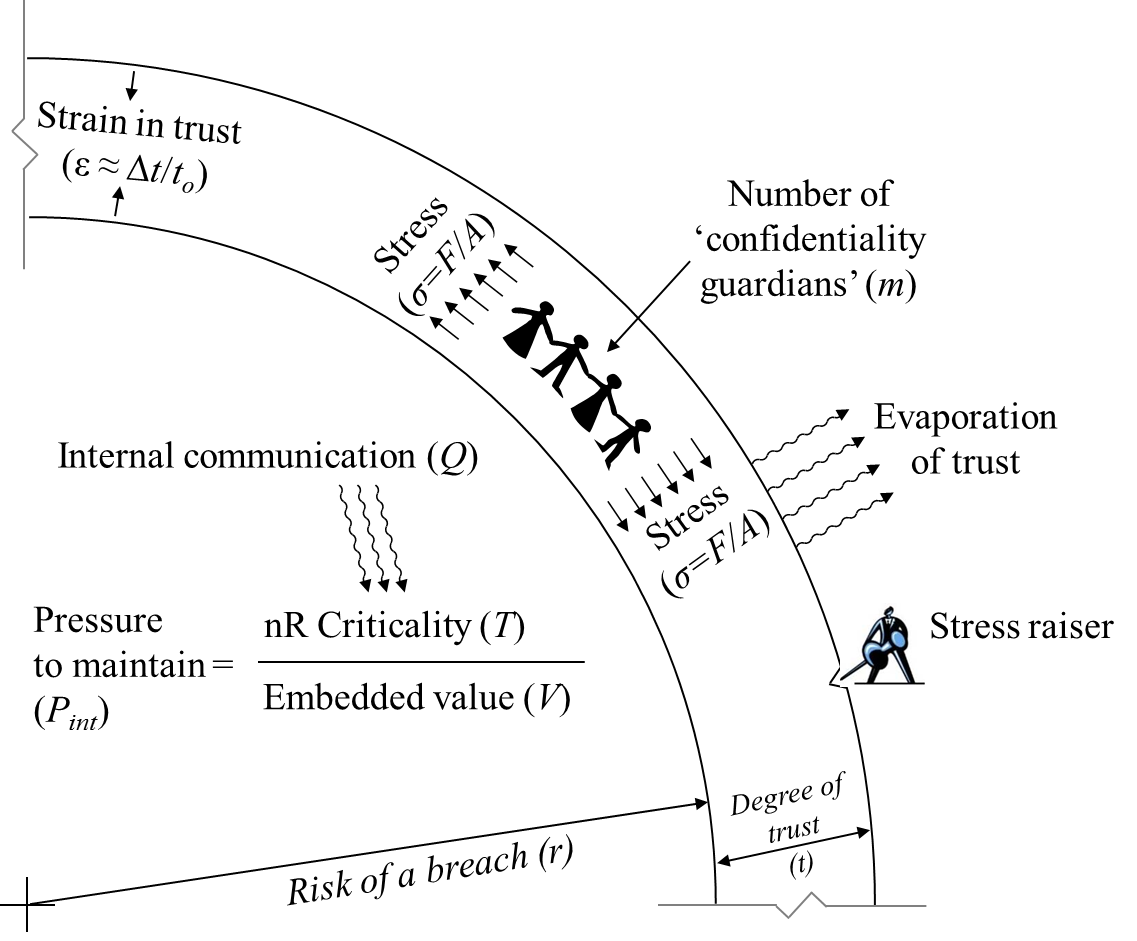 Strain in trust
(ε ≈ Δt/t₀)
Stress
(σ=F/A)
Number of
‘confidentiality
guardians’ (m)
Evaporation
of trust
Internal communication (Q)
Stress
(σ=F/A)
Pressure
to maintain =
(Pint)
nR Criticality (T)
Embedded value (V)
Stress raiser
Degree of
trust
(t)
Risk of a breach (r)